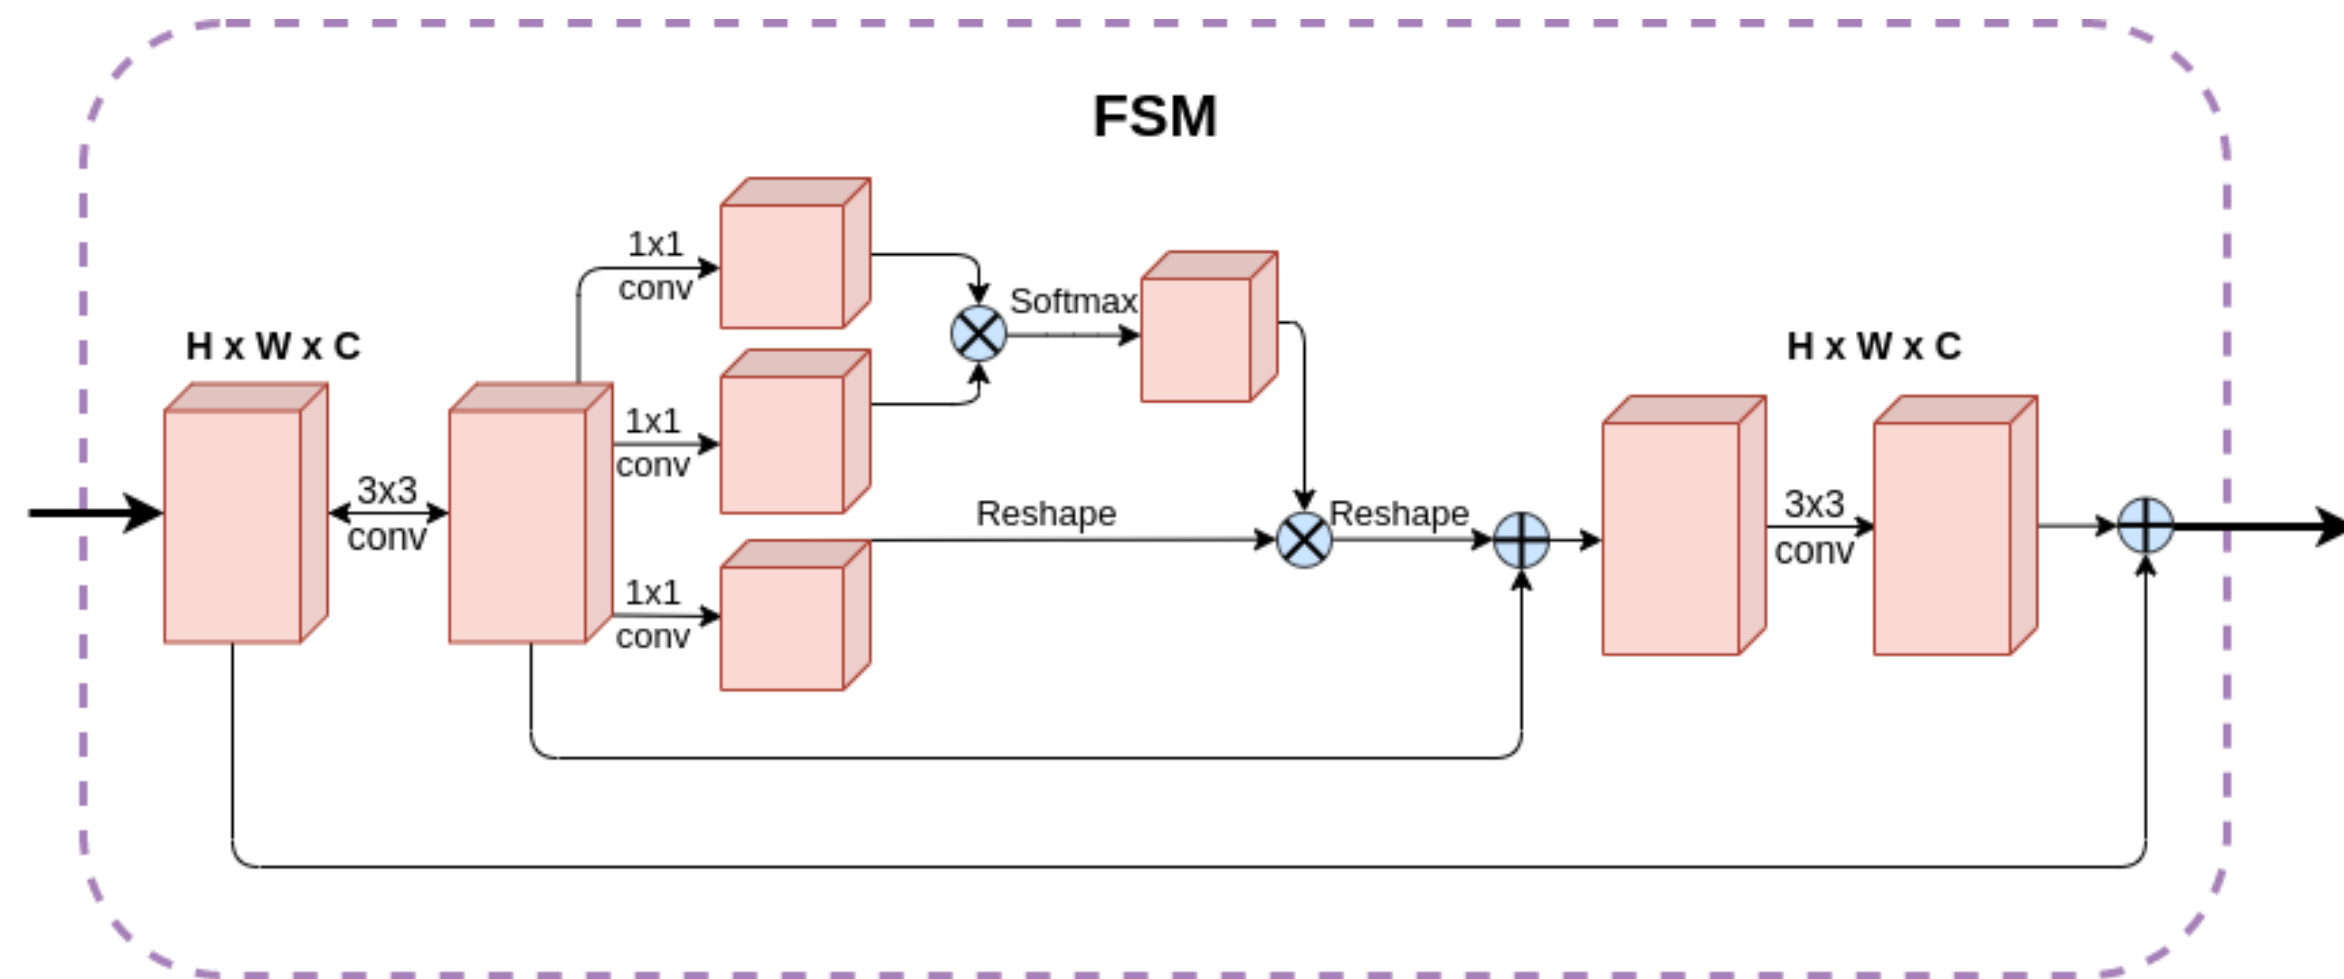 FSM
H x W x C
3x3
conv
1x1
conv
1x1
conv
1x1
conv
Softmax
Reshape
Reshape
H x W x C
3x3
conv